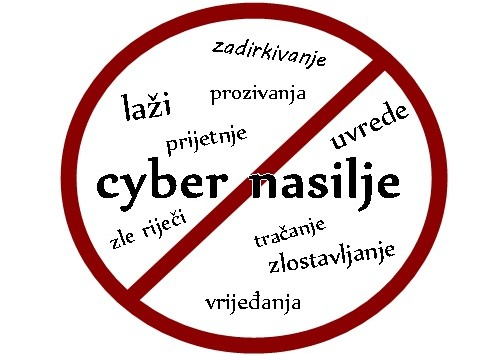 zadirkivanje
laži
prozivanja
prijetnje
uvrede
cyber nasilje
zle riječi
tračanje
zlostavljanje
vrijeđanja